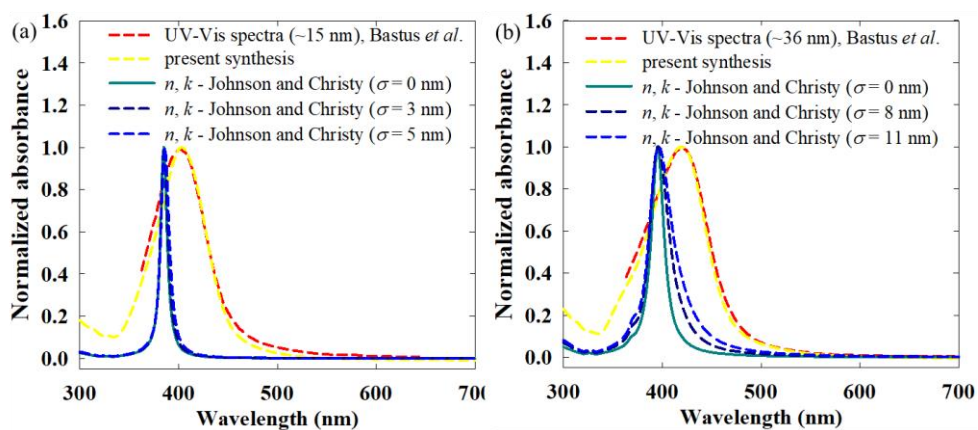 (a)
1.6
1.4
1.2
1.0
0.8
0.6
0.4
0.2
0.0
Normalized absorbance
UV-Vis spectra (~15 nm), Bastus et al.
present synthesis
n, k - Johnson and Christy (σ = 0 nm)
n, k - Johnson and Christy (σ = 3 nm)
n, k - Johnson and Christy (σ = 5 nm)
300 400 500 600 700
Wavelength (nm)
(b)
1.6
1.4
1.2
1.0
0.8
0.6
0.4
0.2
0.0
Normalized absorbance
UV-Vis spectra (~36 nm), Bastus et al.
present synthesis
n, k - Johnson and Christy (σ = 0 nm)
n, k - Johnson and Christy (σ = 8 nm)
n, k - Johnson and Christy (σ = 11 nm)
300 400 500 600 700
Wavelength (nm)